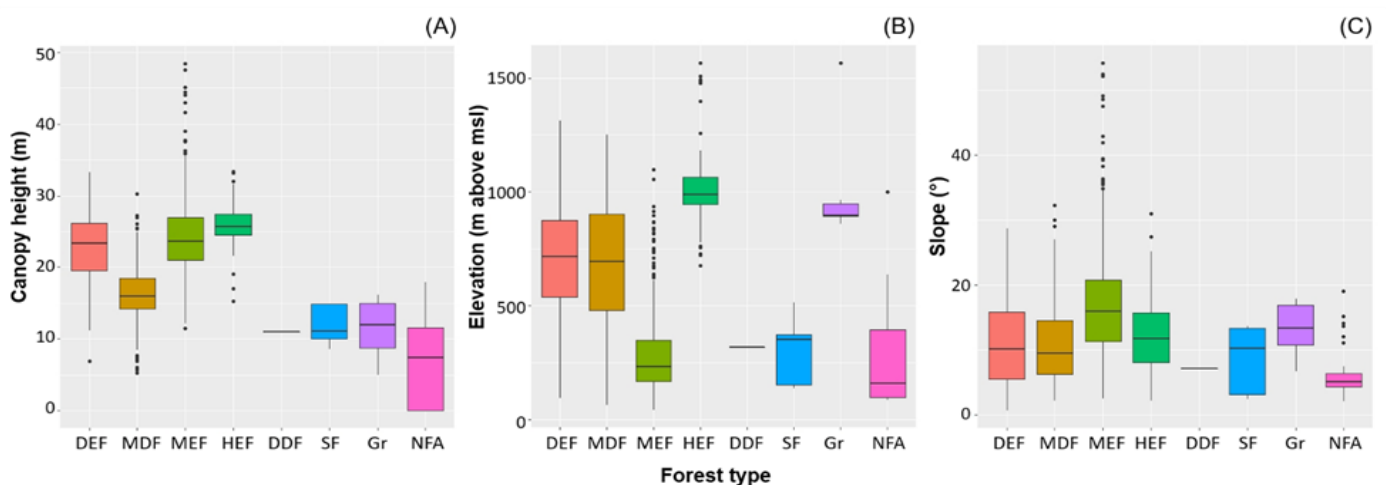 (A)
Canopy height (m)
50
40
30
20
10
0
DEF MDF MEF HEF DDF SF Gr NFA
(B)
Elevation (m above msl)
1500
1000
500
0
DEF MDF MEF HEF DDF SF Gr NFA
(C)
Slope (°)
40
20
0
DEF MDF MEF HEF DDF SF Gr NFA
Forest type